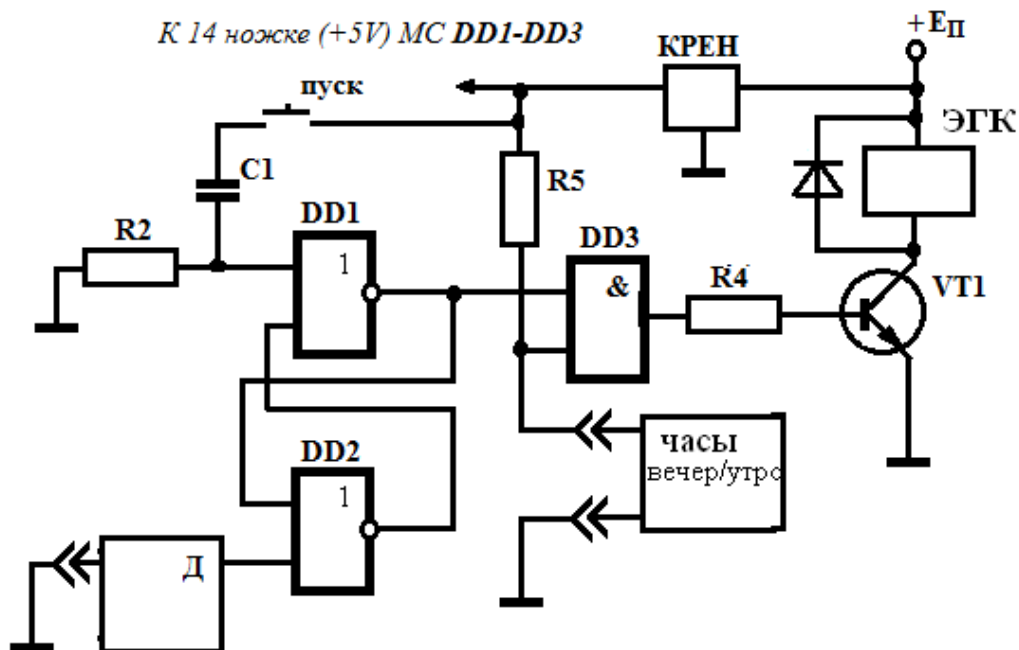 К 14 ножке (+5V) МС DD1-DD3
+EП
КРЕН
пуск
ЭГК
C1
R5
DD1
R2
DD3
1
&
R4
VT1
DD2
часы
вечер/утро
1
Д